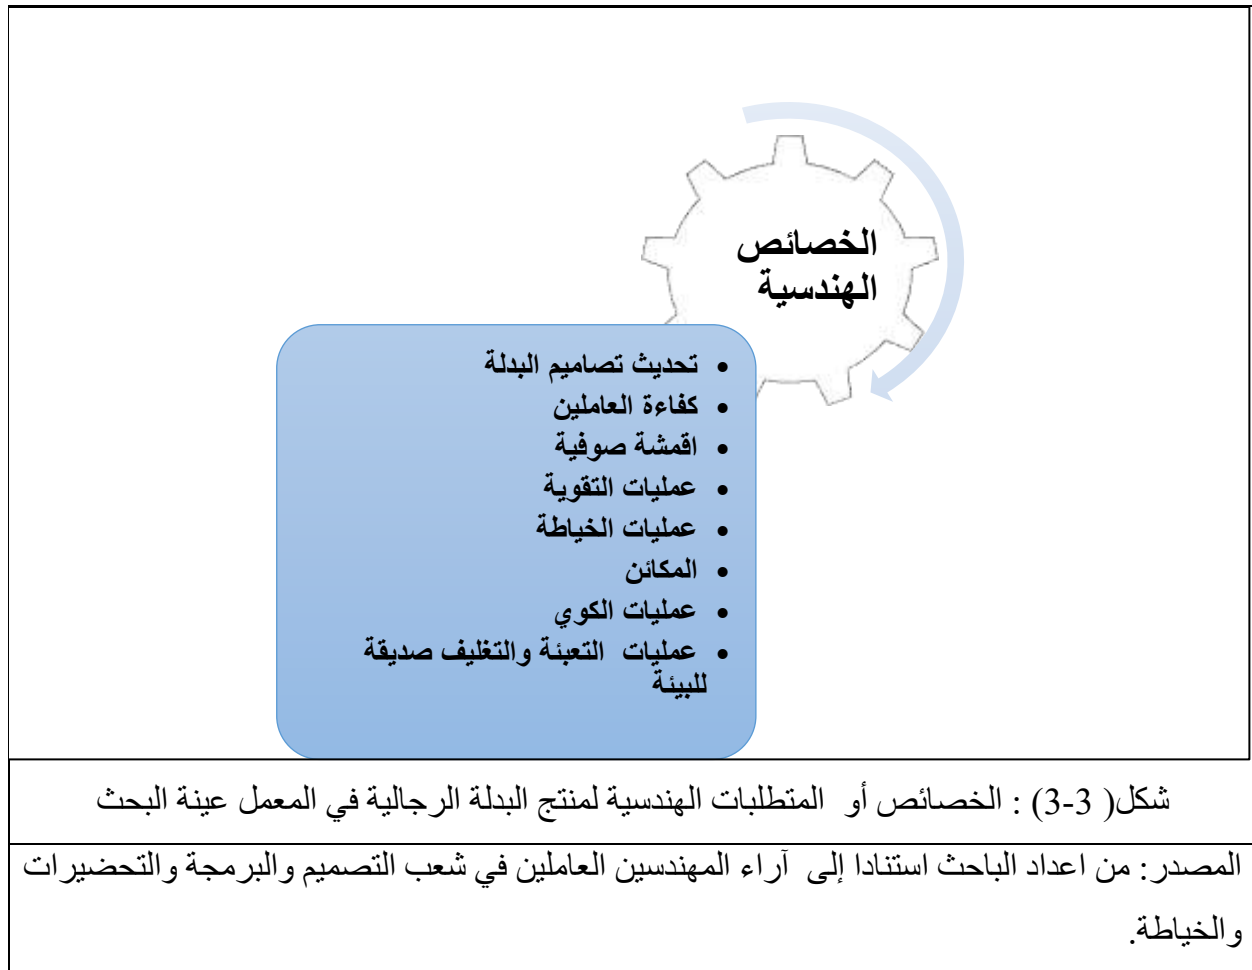 الخصائص
الهندسية
• تحديث تصاميم البدلة
• كفاءة العاملين
• اقمشة صوفية
• عمليات التقوية
• عمليات الخياطة
• المكائن
• عمليات الكوي
• عمليات التعبئة والتغليف صديقة
للبيئة
شكل( 3-3) : الخصائص أو المتطلبات الهندسية لمنتج البدلة الرجالية في المعمل عينة البحث
المصدر: من اعداد الباحث استنادا إلى آراء المهندسين العاملين في شعب التصميم والبرمجة والتحضيرات
والخياطة.